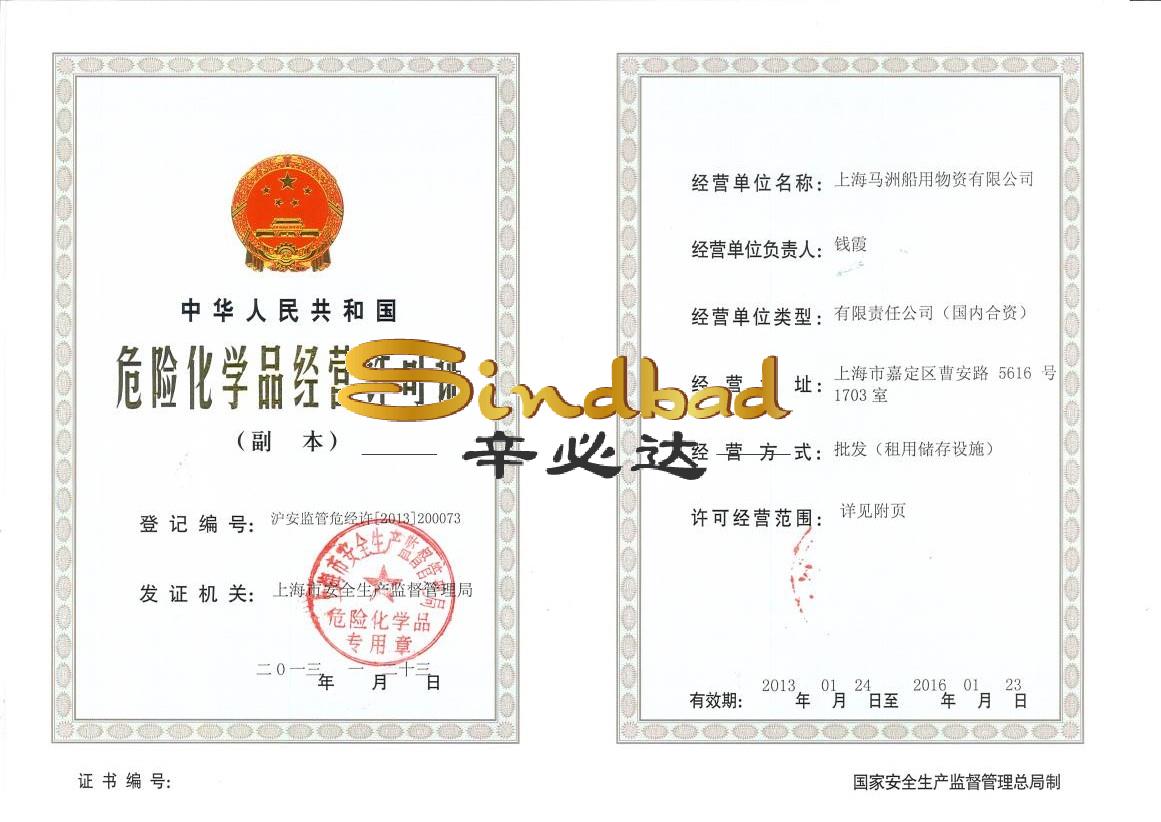 中华人民共和国
危险化学品经营许可证
（副 本）
登记编号：沪安监管危经许[2013]200073
发证机关：上海市安全生产监督管理局
上海市安全生产监督管理局
危险化学品
专用章
二0一三年 一月 二十三日
证书编号：
Sindbad
辛必达
经营单位名称：上海马洲船用物资有限公司
经营单位负责人：钱霞
经营单位类型：有限责任公司（国内合资）
经营 址：上海市嘉定区曹安路 5616 号
1703 室
经营方式：批发（租用储存设施）
许可经营范围：详见附页
有效期：2013 年 01 月 24 日至 2016 年 01 月 23 日
国家安全生产监督管理总局制